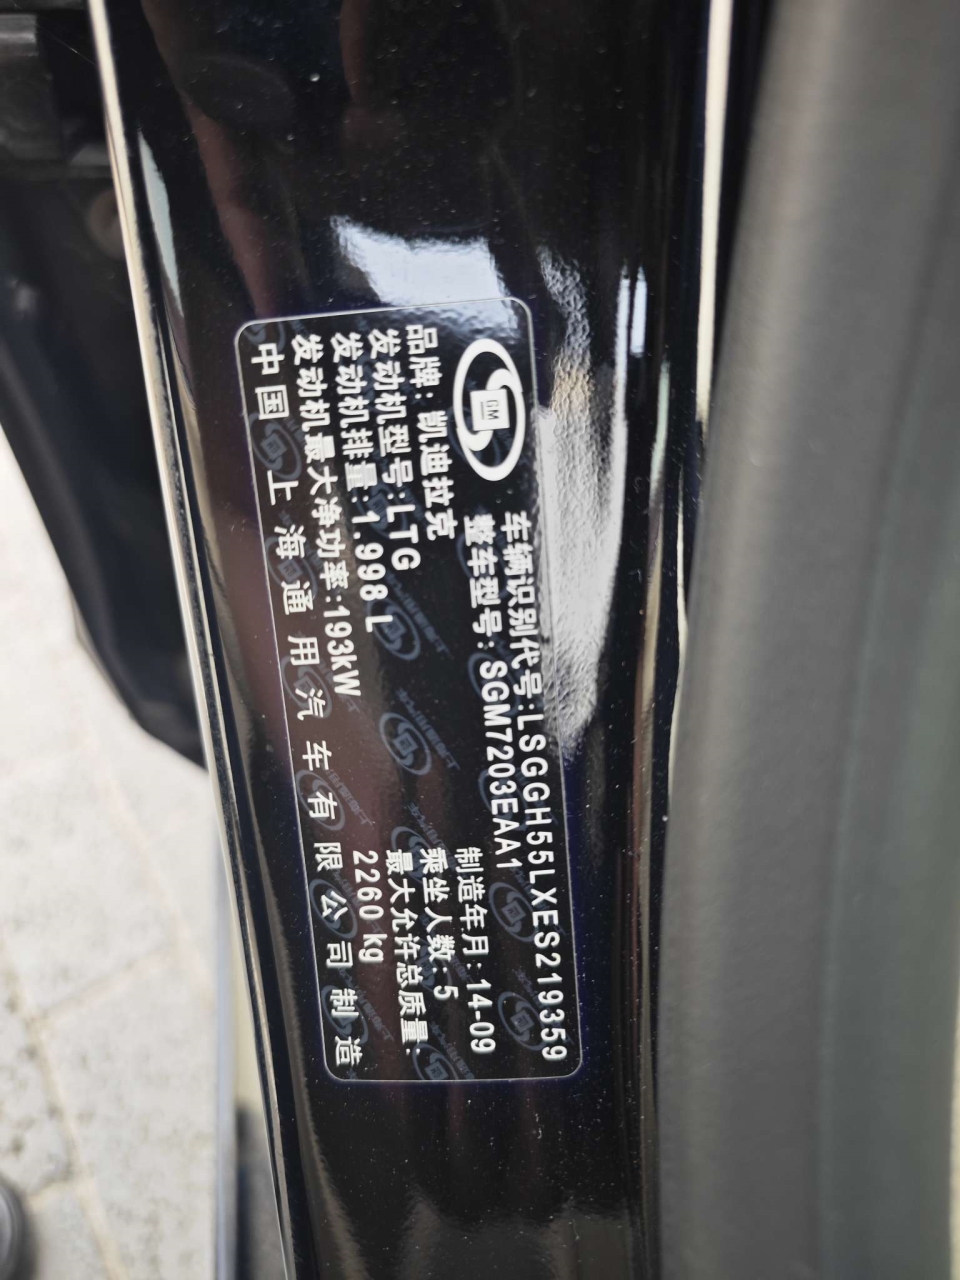 GM
车辆识别代号:LSGGH55LXES219359
整车型号:SGM7203EAA1
品牌:凯迪拉克
制造年月:14-09
发动机型号:LTG
乘坐人数:5
发动机排量:1.998L
最大允许总质量:
发动机最大净功率:193kW
2260kg
中国上海通用汽车有限公司制造